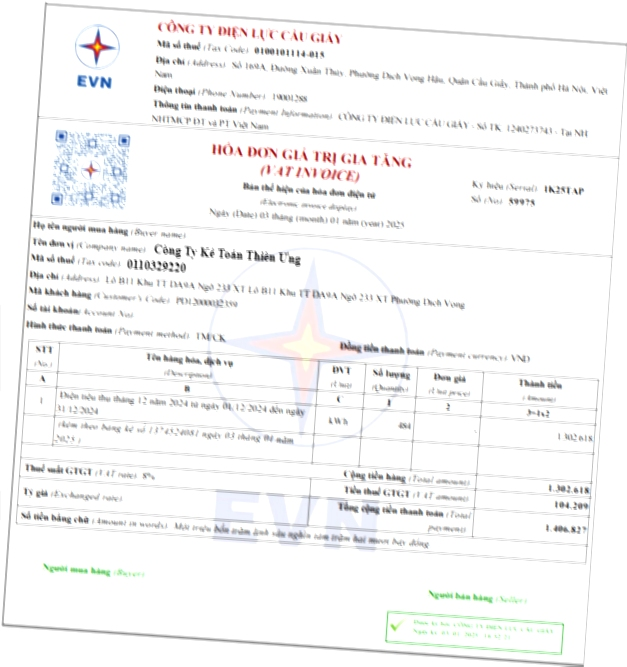 CÔNG TY ĐIỆN LỰC CẦU GIẤY
Mã số thuế (Tax Code) 0100101114-015
Địa chỉ (Address) Số 169A, Đường Xuân Thủy, Phường Dịch Vọng Hậu, Quận Cầu Giấy, Thành phố Hà Nội, Việt
Nam
Điện thoại (Phone Number) 19001288
Thông tin thanh toán (Payment Information) CÔNG TY ĐIỆN LỰC CẦU GIẤY - Số TK 1240273743 - Tại NH
NHTMCP ĐT và PT Việt Nam
EVN
HÓA ĐƠN GIÁ TRỊ GIA TĂNG
(VAT INVOICE)
Bản thể hiện của hóa đơn điện tử
(Electronic invoice display)
Ngày (Date) 03 tháng (month) 01 năm (year) 2025
Ký hiệu (Serial) 1K25TAP
Số (No) 59975
Họ tên người mua hàng (Buyer name)
Tên đơn vị (Company name) Công Ty Kế Toán Thiên Ưng
Mã số thuế (Tax code) 0110329220
Địa chỉ (Address) Lô B11 Khu TT DA9A Ngõ 233 XT Lô B11 Khu TT DA9A Ngõ 233 XT Phường Dịch Vọng
Mã khách hàng (Customer's Code) PD12000032359
Số tài khoản (Account No)
Hình thức thanh toán (Payment method) TM/CK
Đồng tiền thanh toán (Payment currency) VND
STT
(No.)
Tên hàng hóa, dịch vụ
(Description)
ĐVT
(Unit)
Số lượng
(Quantity)
Đơn giá
(Unit price)
Thành tiền
(Amount)
A
B
C
1
2
3=1x2
1
Điện tiêu thụ tháng 12 năm 2024 từ ngày 01/12/2024 đến ngày
31/12/2024
kWh
484
1.302.618
(kèm theo bảng kê số 1374524081 ngày 03 tháng 01 năm
2025)
Cộng tiền hàng (Total amount)
1.302.618
Thuế suất GTGT (VAT rate) 8%
Tiền thuế GTGT (VAT amount)
104.209
Tỷ giá (Exchanged rate)
Tổng cộng tiền thanh toán (Total
payment)
1.406.827
Số tiền bằng chữ (Amount in words) Một triệu bốn trăm linh sáu nghìn tám trăm hai mươi bảy đồng
EVN
Người mua hàng (Buyer)
Người bán hàng (Seller)
CÔNG TY ĐIỆN LỰC CẦU GIẤY